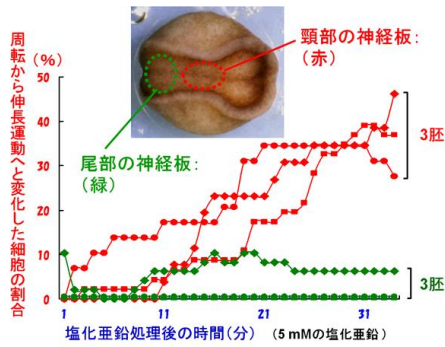 周転から伸長運動へと変化した細胞の割合
(%)
50
40
30
20
10
0
頸部の神経板:
(赤)
尾部の神経板:
(緑)
3胚
3胚
1
11
21
31
塩化亜鉛処理後の時間(分) (5 mMの塩化亜鉛)